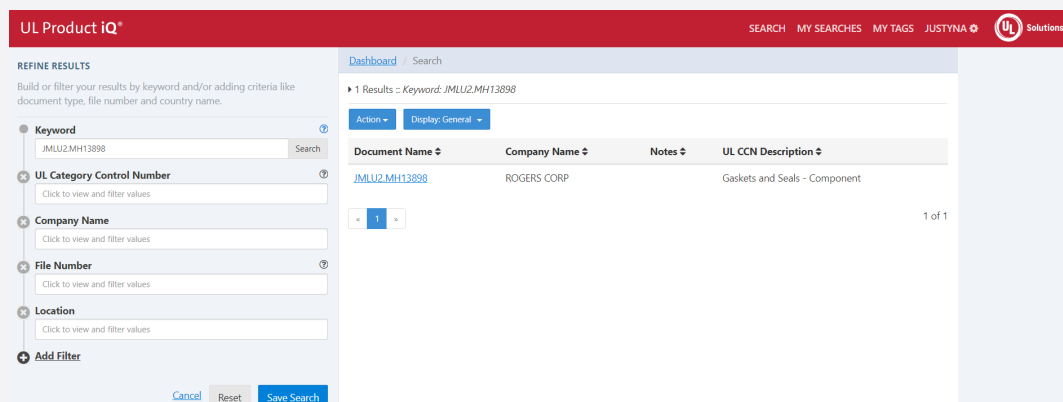 UL Product iQ®
SEARCH MY SEARCHES MY TAGS JUSTYNA
UL Solutions
REFINE RESULTS
Build or filter your results by keyword and/or adding criteria like
document type, file number and country name.
Keyword
JMLU2.MH13898
Search
UL Category Control Number
Click to view and filter values
Company Name
Click to view and filter values
File Number
Click to view and filter values
Location
Click to view and filter values
Add Filter
Cancel Reset Save Search
Dashboard / Search
1 Results :: Keyword: JMLU2.MH13898
Action Display: General
Document Name Company Name Notes UL CCN Description
JMLU2.MH13898 ROGERS CORP Gaskets and Seals - Component
« 1 »
1 of 1